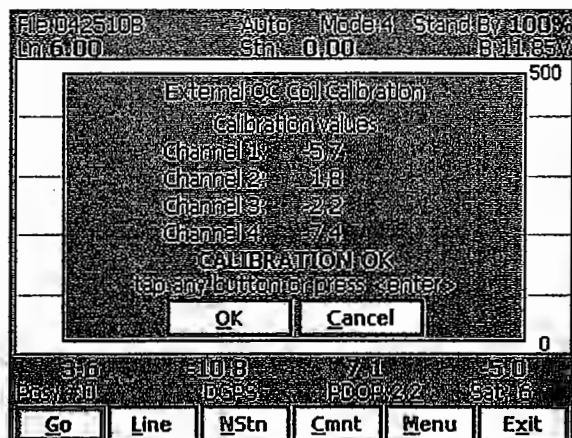 File:042510B Auto Mode:4 Stand By 100%
Ln:6.00 Stn: 0.00 B:11.85V
500
External QC Coil Calibration
Calibration values
Channel 1: -5.7
Channel 2: 1.8
Channel 3: -2.2
Channel 4: -7.4
CALIBRATION OK
tap any button or press <enter>
OK Cancel
0
3.6 -10.8 7.1 -5.0
DGPS PDOP: 2.2 Sat: 6
Go Line NStn Cmnt Menu Exit